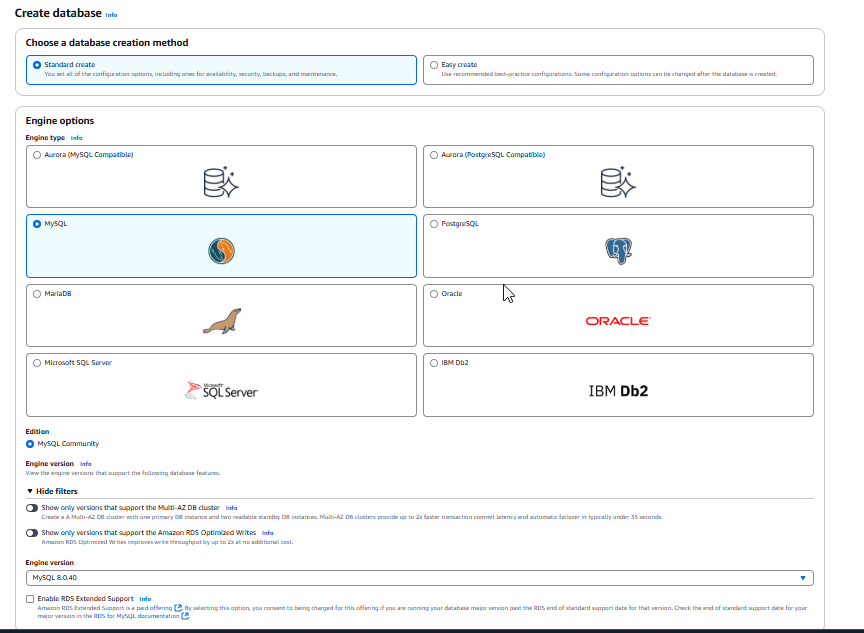 Create database Info
Choose a database creation method
Standard create
You set all of the configuration options, including ones for availability, security, backups, and maintenance.
Easy create
Use recommended best-practice configurations. Some configuration options can be changed after the database is created.
Engine options
Engine type Info
Aurora (MySQL Compatible)
Aurora (PostgreSQL Compatible)
MySQL
PostgreSQL
MariaDB
Oracle
ORACLE
Microsoft SQL Server
Microsoft
SQL Server
IBM Db2
IBM Db2
Edition
MySQL Community
Engine version Info
View the engine versions that support the following database features.
Hide filters
Show only versions that support the Multi-AZ DB cluster Info
Create a A Multi-AZ DB cluster with one primary DB instance and two readable standby DB instances. Multi-AZ DB clusters provide up to 2x faster transaction commit latency and automatic failover in typically under 35 seconds.
Show only versions that support the Amazon RDS Optimized Writes Info
Amazon RDS Optimized Writes improves write throughput by up to 2x at no additional cost.
Engine version
MySQL 8.0.40
Enable RDS Extended Support Info
Amazon RDS Extended Support is a paid offering. By selecting this option, you consent to being charged for this offering if you are running your database major version past the RDS end of standard support date for that version. Check the end of standard support date for your
major version in the RDS for MySQL documentation.